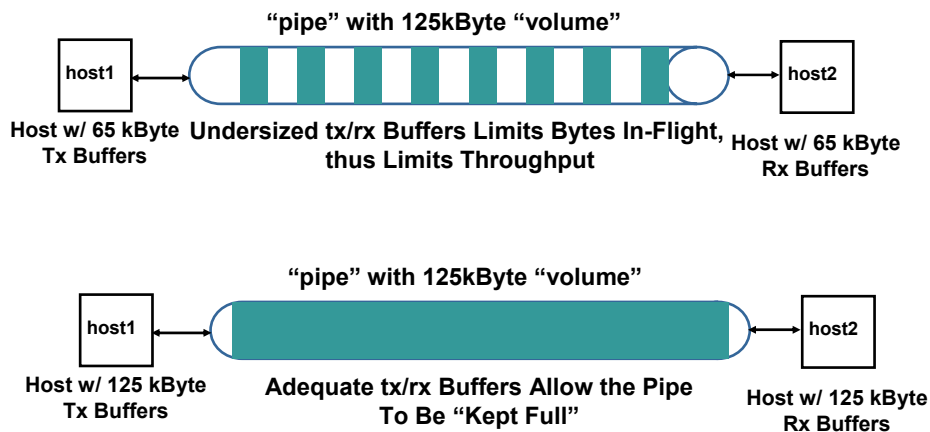 “pipe” with 125kByte “volume”
host1
host2
Host w/ 65 kByte
Tx Buffers
Undersized tx/rx Buffers Limits Bytes In-Flight,
thus Limits Throughput
Host w/ 65 kByte
Rx Buffers
“pipe” with 125kByte “volume”
host1
host2
Host w/ 125 kByte
Tx Buffers
Adequate tx/rx Buffers Allow the Pipe
To Be “Kept Full”
Host w/ 125 kByte
Rx Buffers